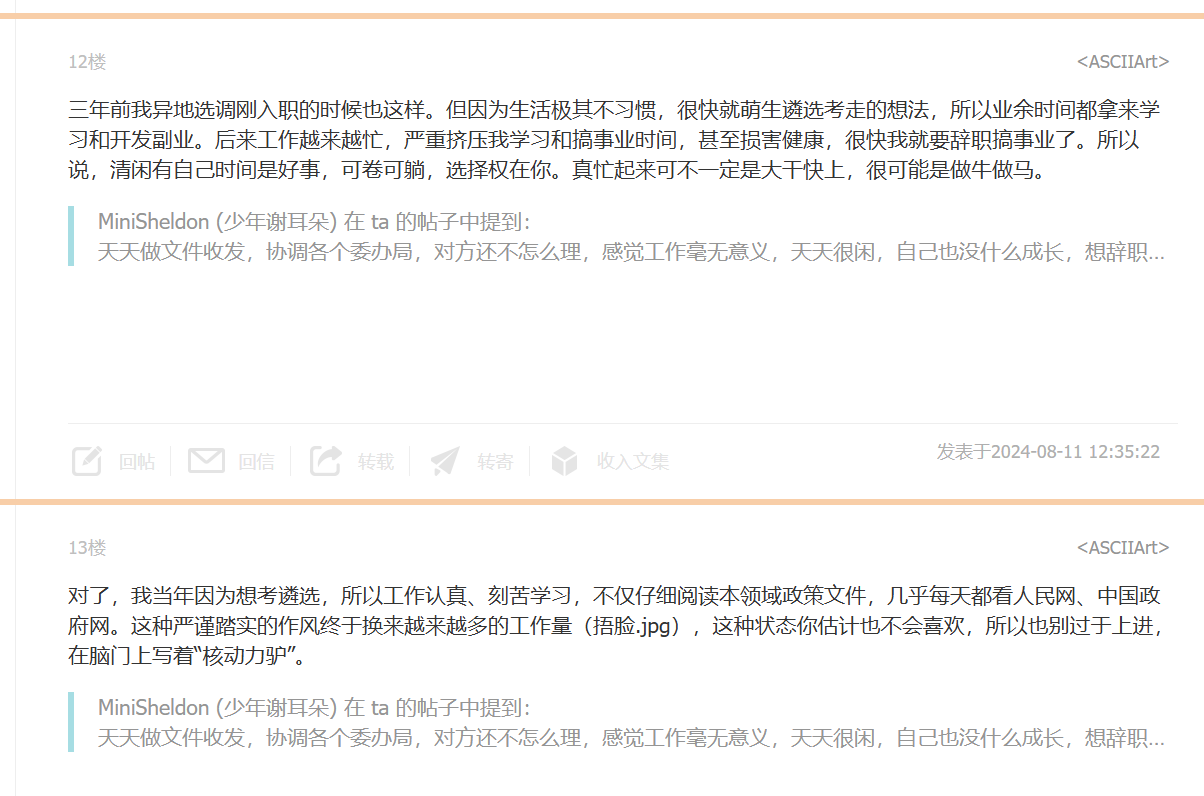 12楼
<ASCIIArt>
三年前我异地选调刚入职的时候也这样。但因为生活极其不习惯，很快就萌生遴选考走的想法，所以业余时间都拿来学
习和开发副业。后来工作越来越忙，严重挤压我学习和搞事业时间，甚至损害健康，很快我就要辞职搞事业了。所以
说，清闲有自己时间是好事，可卷可躺，选择权在你。真忙起来可不一定是大干快上，很可能是做牛做马。
MiniSheldon (少年谢耳朵) 在 ta 的帖子中提到：
天天做文件收发，协调各个委办局，对方还不怎么理，感觉工作毫无意义，天天很闲，自己也没什么成长，想辞职...
回帖
回信
转载
转寄
收入文集
发表于2024-08-11 12:35:22
13楼
<ASCIIArt>
对了，我当年因为想考遴选，所以工作认真、刻苦学习，不仅仔细阅读本领域政策文件，几乎每天都看人民网、中国政
府网。这种严谨踏实的作风终于换来越来越多的工作量（捂脸.jpg），这种状态你估计也不会喜欢，所以也别过于上进，
在脑门上写着“核动力驴”。
MiniSheldon (少年谢耳朵) 在 ta 的帖子中提到：
天天做文件收发，协调各个委办局，对方还不怎么理，感觉工作毫无意义，天天很闲，自己也没什么成长，想辞职...